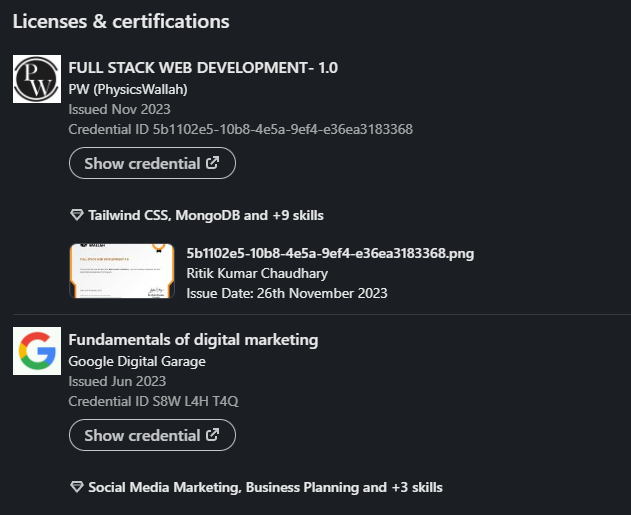 Licenses & certifications
PW
FULL STACK WEB DEVELOPMENT- 1.0
PW (PhysicsWallah)
Issued Nov 2023
Credential ID 5b1102e5-10b8-4e5a-9ef4-e36ea3183368
Show credential
Tailwind CSS, MongoDB and +9 skills
5b1102e5-10b8-4e5a-9ef4-e36ea3183368.png
Ritik Kumar Chaudhary
Issue Date: 26th November 2023
G
Fundamentals of digital marketing
Google Digital Garage
Issued Jun 2023
Credential ID S8W L4H T4Q
Show credential
Social Media Marketing, Business Planning and +3 skills